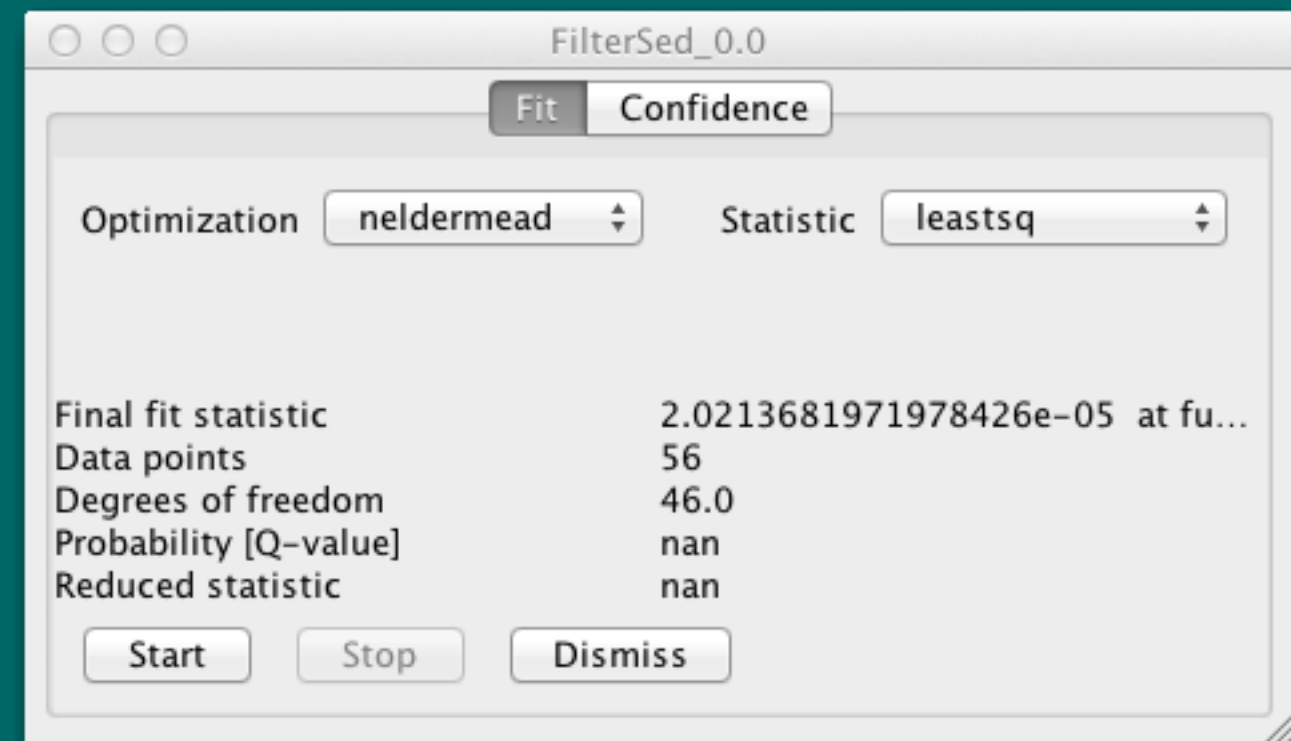 FilterSed_0.0
Fit Confidence
Optimization neldermead Statistic leastsq
Final fit statistic 2.0213681971978426e-05 at fu...
Data points 56
Degrees of freedom 46.0
Probability [Q-value] nan
Reduced statistic nan
Start Stop Dismiss